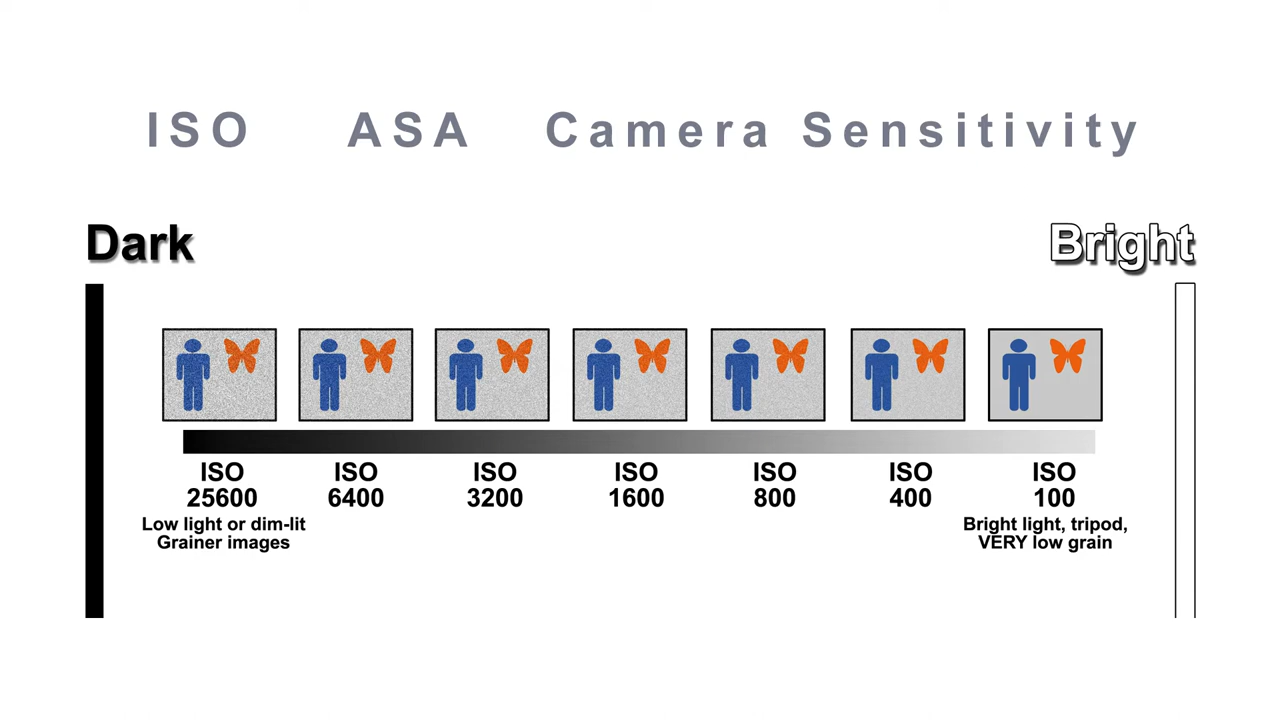 ISO ASA Camera Sensitivity
Dark
Bright
ISO
25600
Low light or dim-lit
Grainer images
ISO
6400
ISO
3200
ISO
1600
ISO
800
ISO
400
ISO
100
Bright light, tripod,
VERY low grain